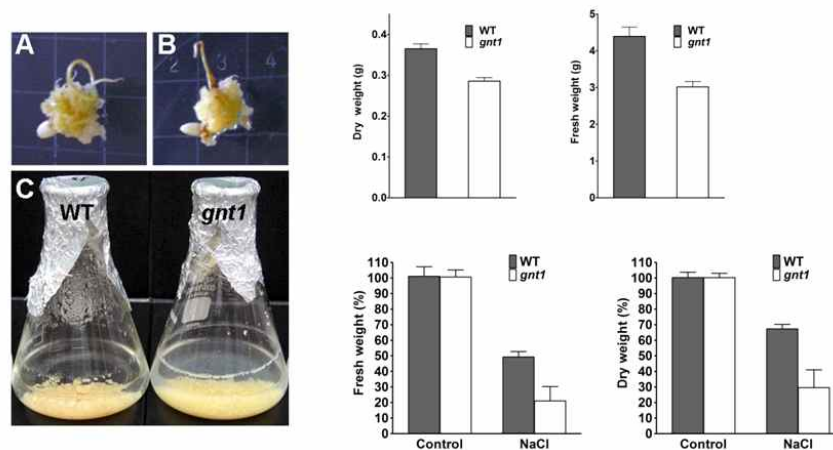 A
B
2 3 4
C
WT
gnt1
WT
gnt1
Dry weight (g)
0.4
0.3
0.2
0.1
0.0
WT
gnt1
Fresh weight (g)
5
4
3
2
1
0
WT
gnt1
Fresh weight (%)
110
100
90
80
70
60
50
40
30
20
10
0
Control NaCl
WT
gnt1
Dry weight (%)
110
100
90
80
70
60
50
40
30
20
10
0
Control NaCl